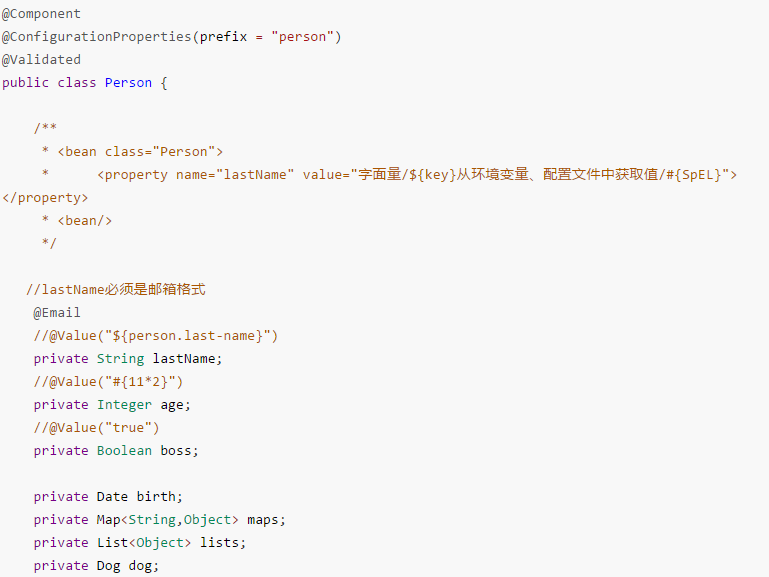 @Component
@ConfigurationProperties(prefix = "person")
@Validated
public class Person {
/**
* <bean class="Person">
* <property name="lastName" value="字面量/${key}从环境变量、配置文件中获取值/#{SpEL}">
</property>
* <bean/>
*/
//lastName必须是邮箱格式
@Email
//@Value("${person.last-name}")
private String lastName;
//@Value("#{11*2}")
private Integer age;
//@Value("true")
private Boolean boss;
private Date birth;
private Map<String,Object> maps;
private List<Object> lists;
private Dog dog;